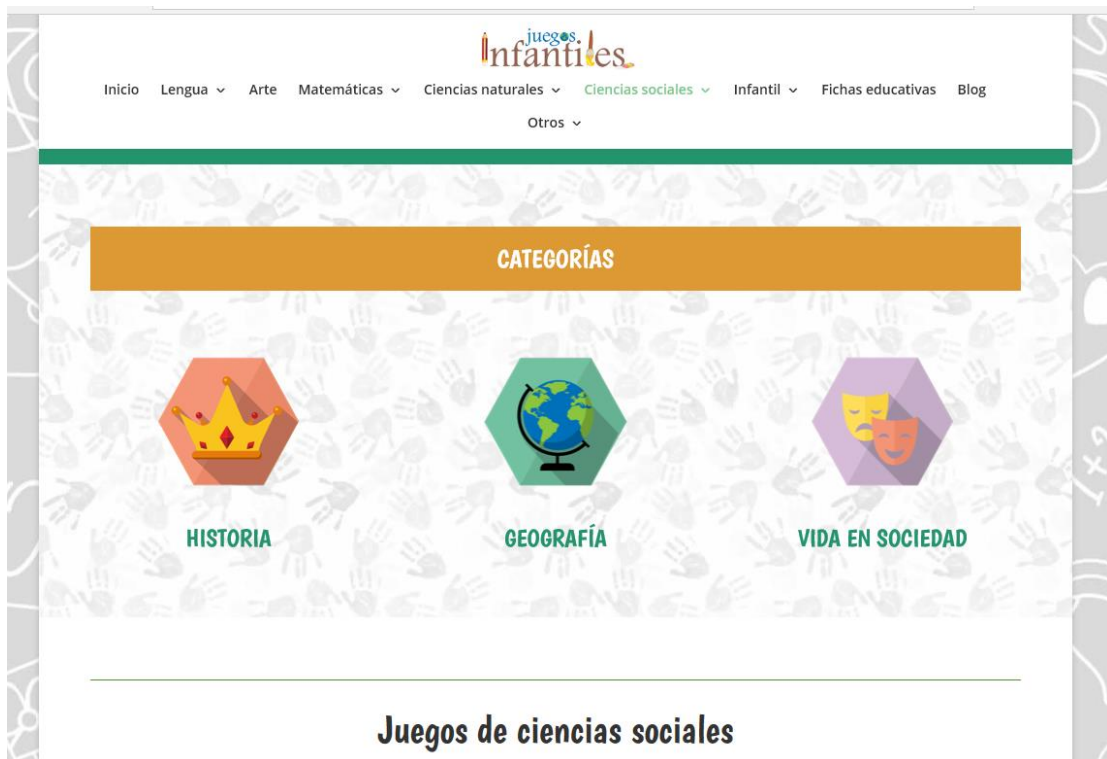 juegos
Infantiles
Inicio Lengua Arte Matemáticas Ciencias naturales Ciencias sociales Infantil Fichas educativas Blog
Otros
CATEGORÍAS
HISTORIA GEOGRAFÍA VIDA EN SOCIEDAD
Juegos de ciencias sociales